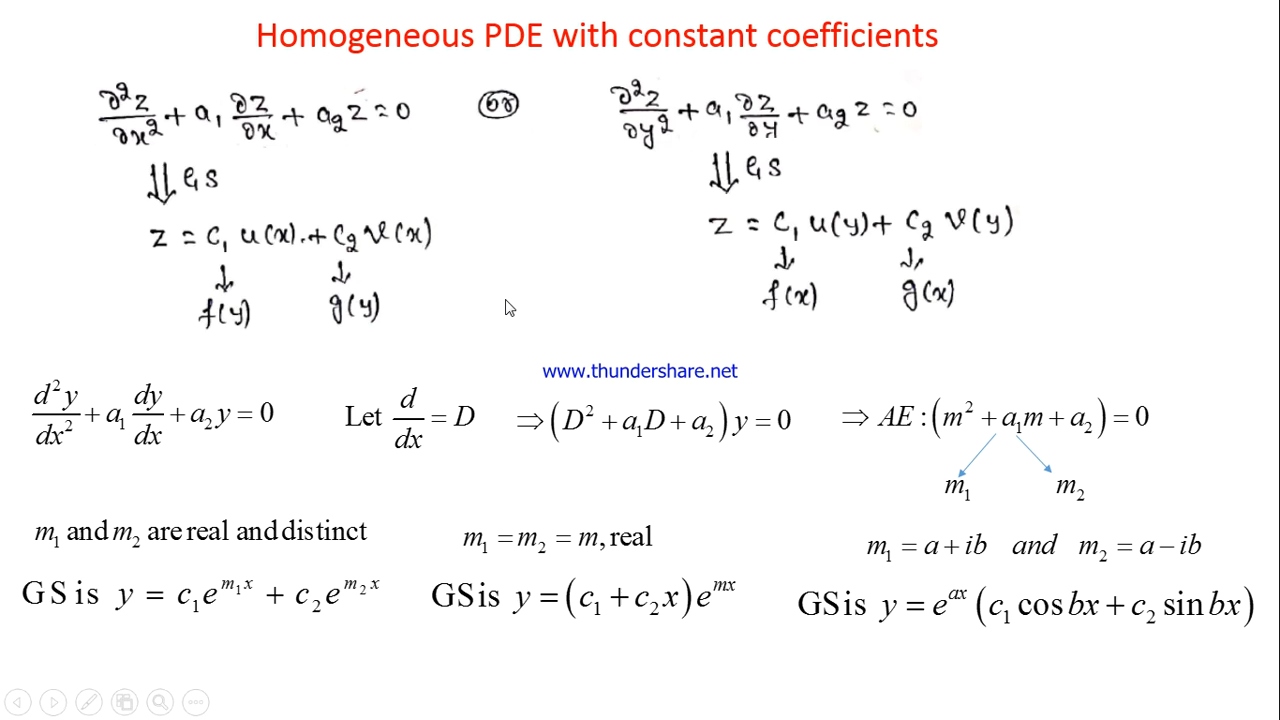 Homogeneous PDE with constant coefficients
∂²z/∂x² + a₁ ∂z/∂x + a₂ z = 0 (or) ∂²z/∂y² + a₁ ∂z/∂y + a₂ z = 0
⇓ GS ⇓ GS
z = c₁ u(x) + c₂ v(x) z = c₁ u(y) + c₂ v(y)
↓ ↓ ↓ ↓
f(y) g(y) f(x) g(x)
www.thundershare.net
d²y/dx² + a₁ dy/dx + a₂y = 0 Let d/dx = D ⇒ (D² + a₁D + a₂) y = 0 ⇒ AE : (m² + a₁m + a₂) = 0
m₁ m₂
m₁ and m₂ are real and distinct m₁ = m₂ = m, real m₁ = a + ib and m₂ = a − ib
GS is y = c₁e^(m₁x) + c₂e^(m₂x) GS is y = (c₁ + c₂x) e^(mx) GS is y = e^(ax) (c₁ cos bx + c₂ sin bx)